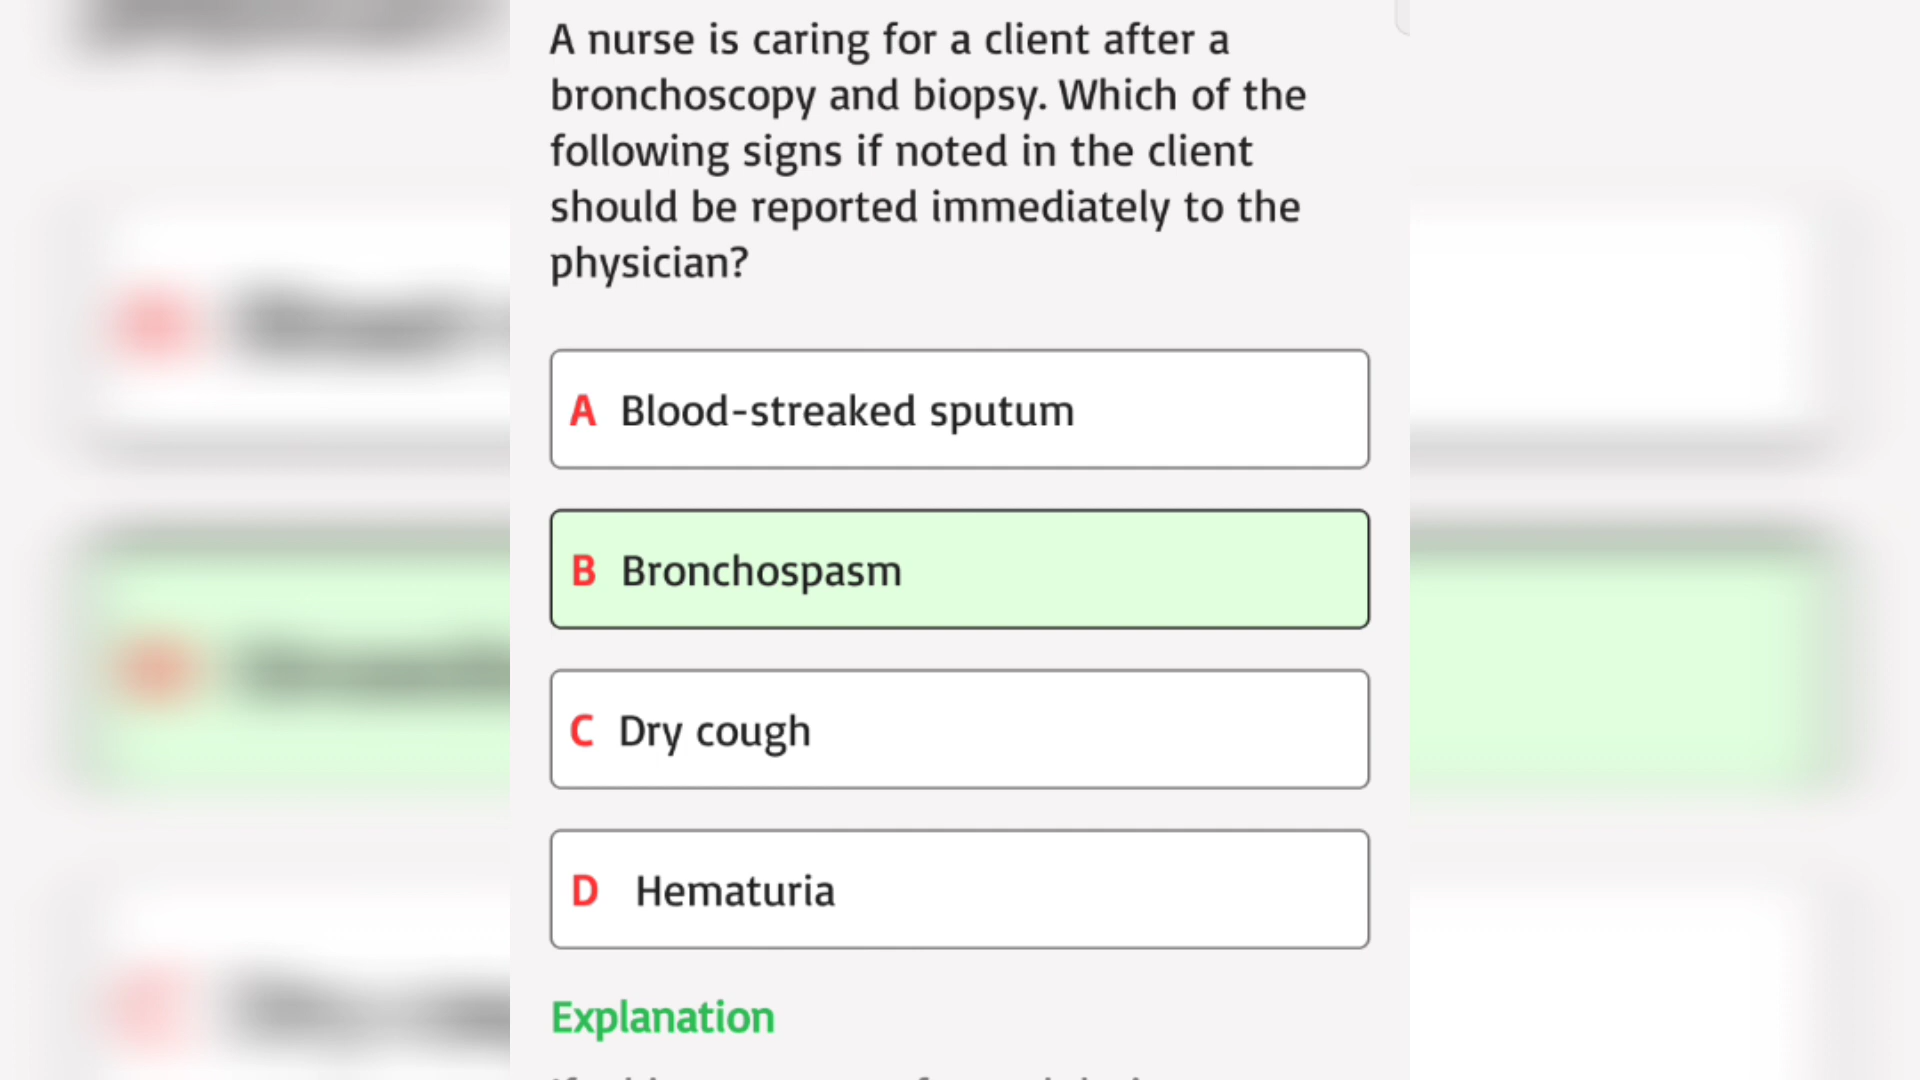 A nurse is caring for a client after a
bronchoscopy and biopsy. Which of the
following signs if noted in the client
should be reported immediately to the
physician?
A Blood-streaked sputum
B Bronchospasm
C Dry cough
D Hematuria
Explanation